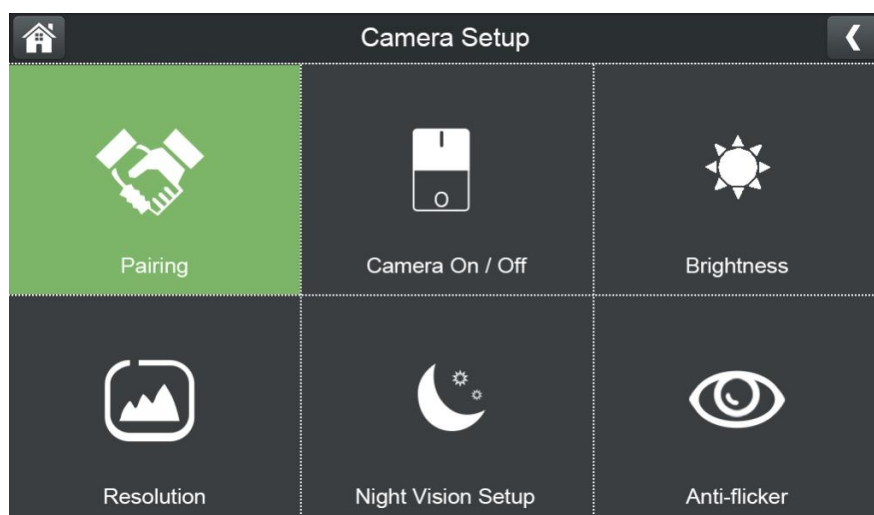 Camera Setup
Pairing
Camera On / Off
Brightness
Resolution
Night Vision Setup
Anti-flicker